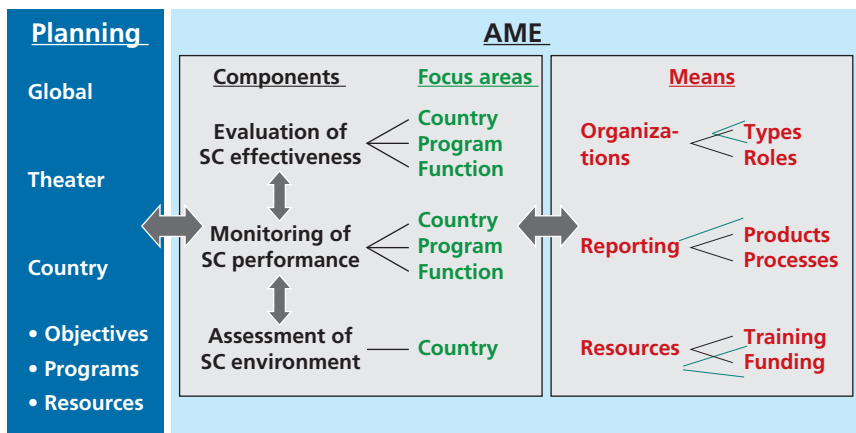 Planning
Global
Theater
Country
• Objectives
• Programs
• Resources
AME
Components
Focus areas
Evaluation of
SC effectiveness
Country
Program
Function
Monitoring of
SC performance
Country
Program
Function
Assessment of
SC environment
Country
Means
Organiza-
tions
Types
Roles
Reporting
Products
Processes
Resources
Training
Funding